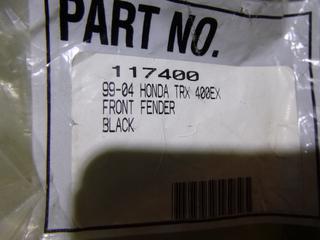 PART NO.
117400
99-04 HONDA TRX 400EX
FRONT FENDER
BLACK